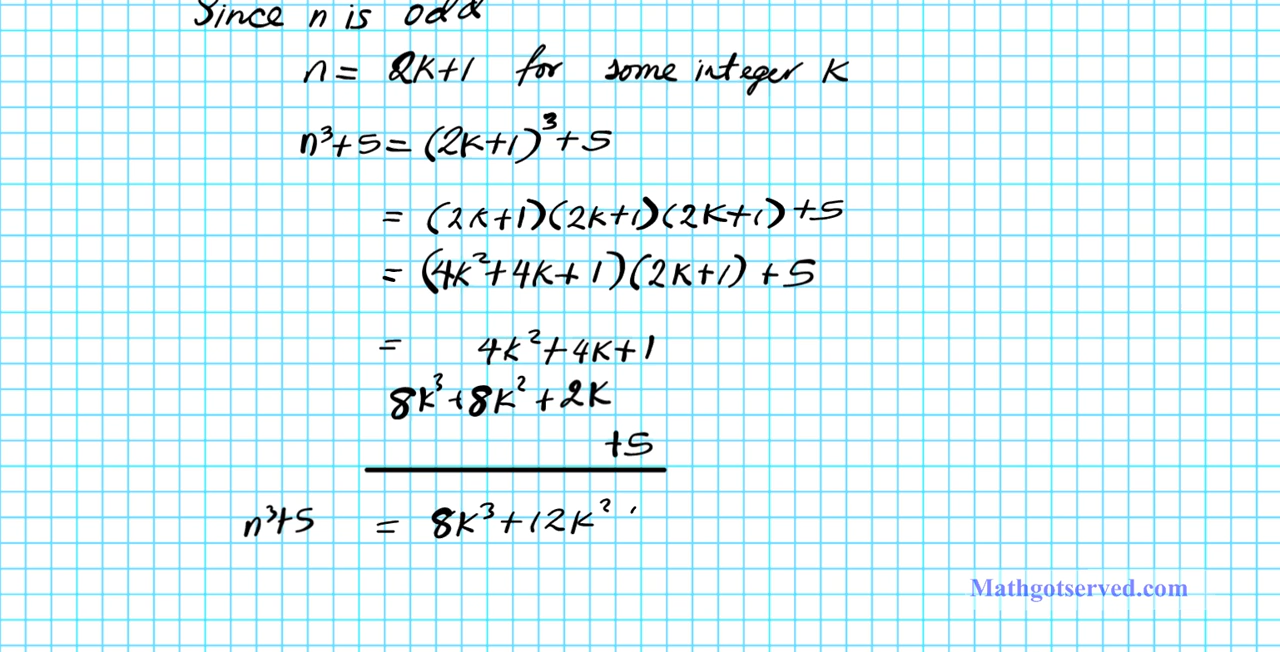 Since n is odd
n = 2K+1 for some integer K
n³+5 = (2K+1)³+5
= (2K+1)(2K+1)(2K+1)+5
= (4K²+4K+1)(2K+1)+5
= 4K²+4K+1
8K³+8K²+2K
+5
n³+5 = 8K³+12K²
Mathgotserved.com